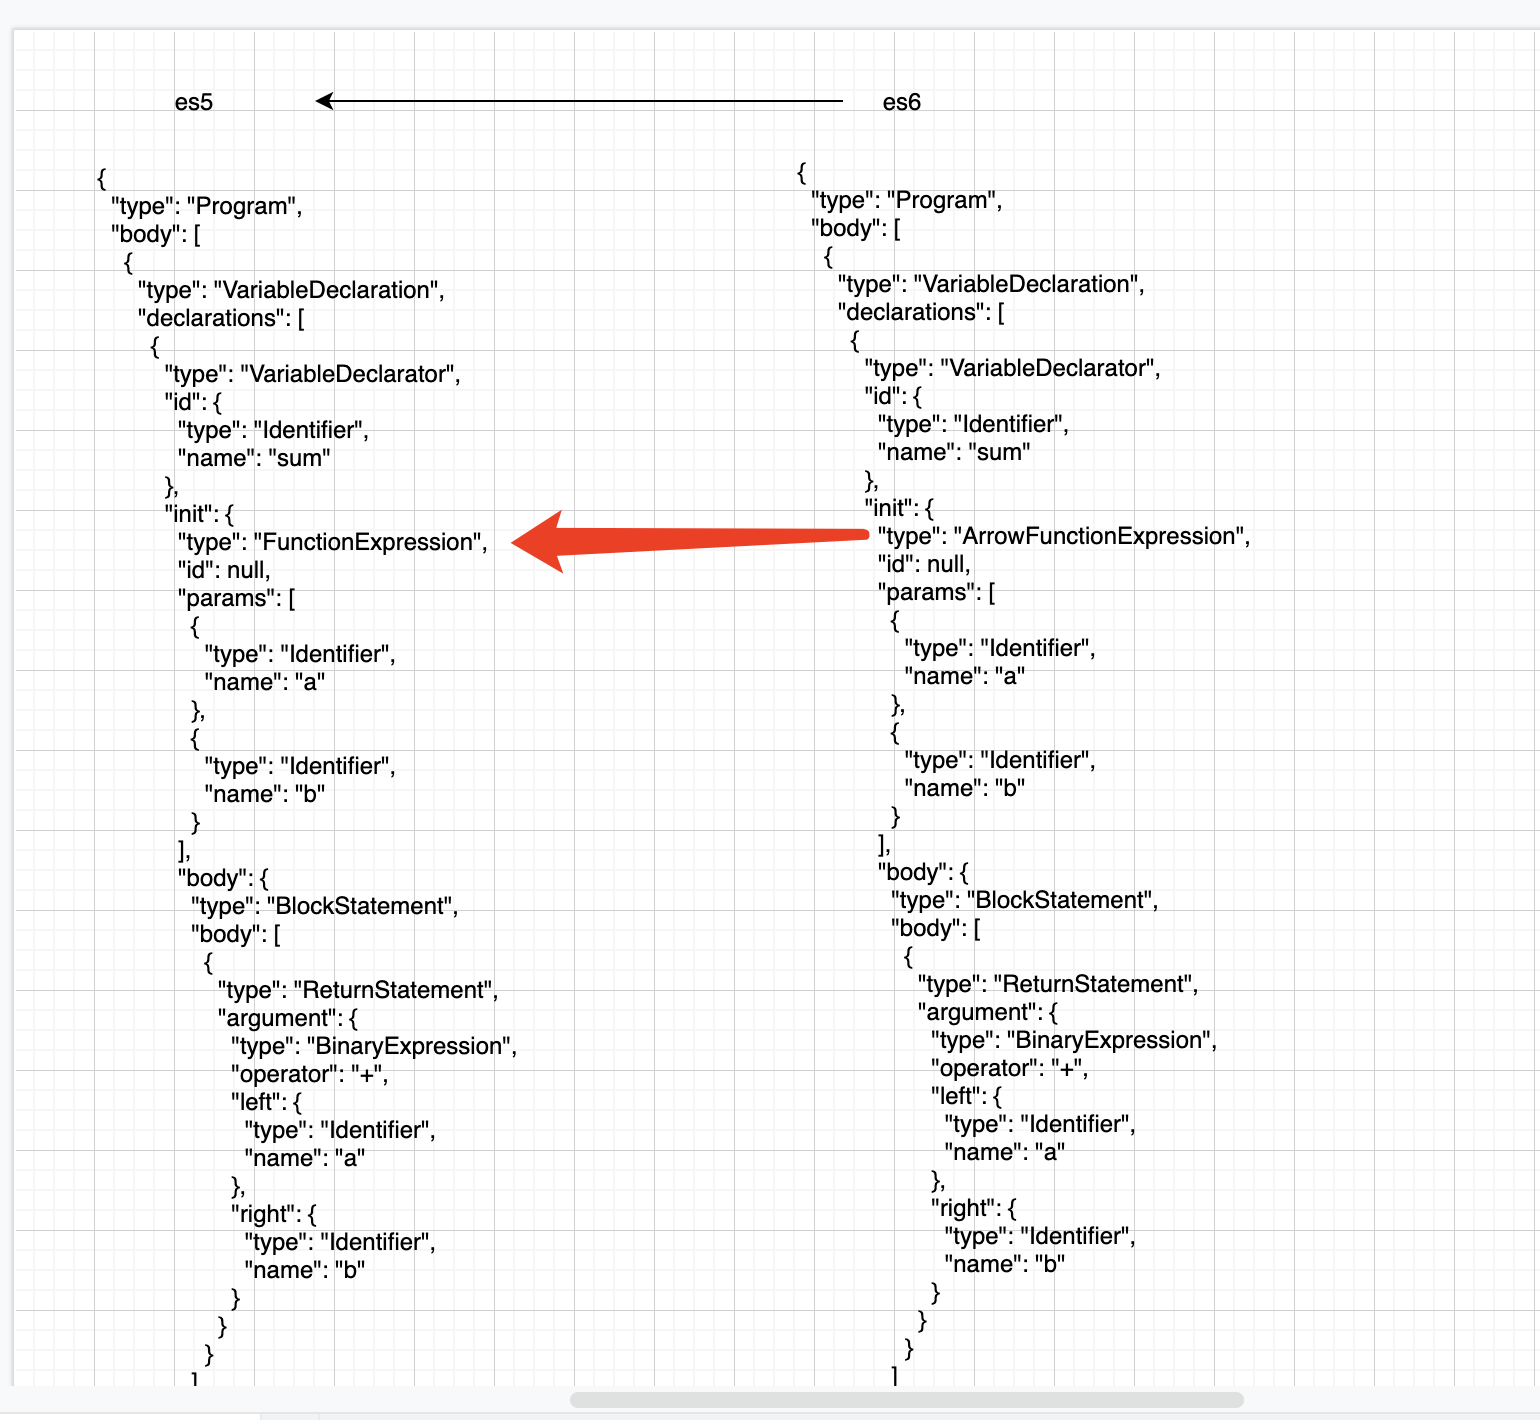 es5
es6
{
"type": "Program",
"body": [
{
"type": "VariableDeclaration",
"declarations": [
{
"type": "VariableDeclarator",
"id": {
"type": "Identifier",
"name": "sum"
},
"init": {
"type": "FunctionExpression",
"id": null,
"params": [
{
"type": "Identifier",
"name": "a"
},
{
"type": "Identifier",
"name": "b"
}
],
"body": {
"type": "BlockStatement",
"body": [
{
"type": "ReturnStatement",
"argument": {
"type": "BinaryExpression",
"operator": "+",
"left": {
"type": "Identifier",
"name": "a"
},
"right": {
"type": "Identifier",
"name": "b"
}
}
}
]
{
"type": "Program",
"body": [
{
"type": "VariableDeclaration",
"declarations": [
{
"type": "VariableDeclarator",
"id": {
"type": "Identifier",
"name": "sum"
},
"init": {
"type": "ArrowFunctionExpression",
"id": null,
"params": [
{
"type": "Identifier",
"name": "a"
},
{
"type": "Identifier",
"name": "b"
}
],
"body": {
"type": "BlockStatement",
"body": [
{
"type": "ReturnStatement",
"argument": {
"type": "BinaryExpression",
"operator": "+",
"left": {
"type": "Identifier",
"name": "a"
},
"right": {
"type": "Identifier",
"name": "b"
}
}
}
]